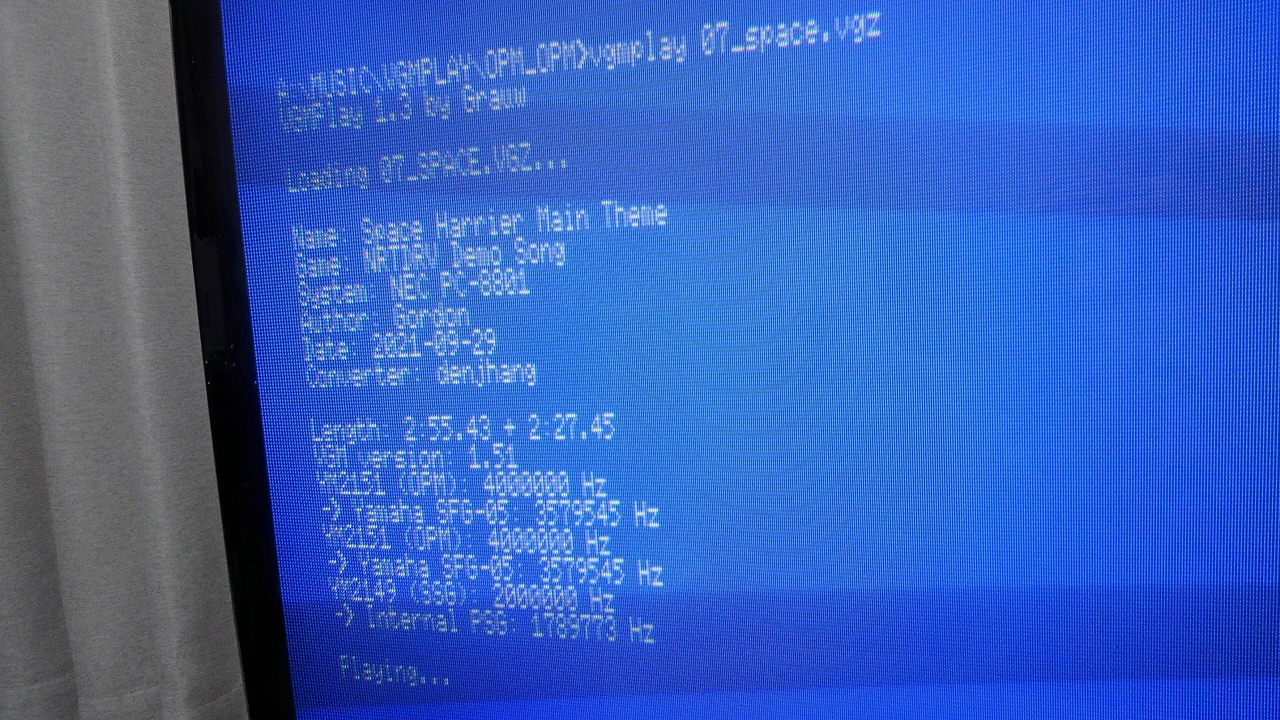 A:\MUSIC\VGMPLAY\OPM_OPM>vgmplay 07_space.vgz
VGMPlay 1.3 by Grauw
Loading 07_SPACE.VGZ...
Name: Space Harrier Main Theme
Game: NRTDRV Demo Song
System: NEC PC-8801
Author: Gordon
Date: 2021-09-29
Converter: denjhang
Length: 2:55.43 + 2:27.45
VGM version: 1.51
YM2151 (OPM): 4000000 Hz
-> Yamaha SFG-05: 3579545 Hz
YM2151 (OPM): 4000000 Hz
-> Yamaha SFG-05: 3579545 Hz
YM2149 (SSG): 2000000 Hz
-> Internal PSG: 1789773 Hz
Playing...